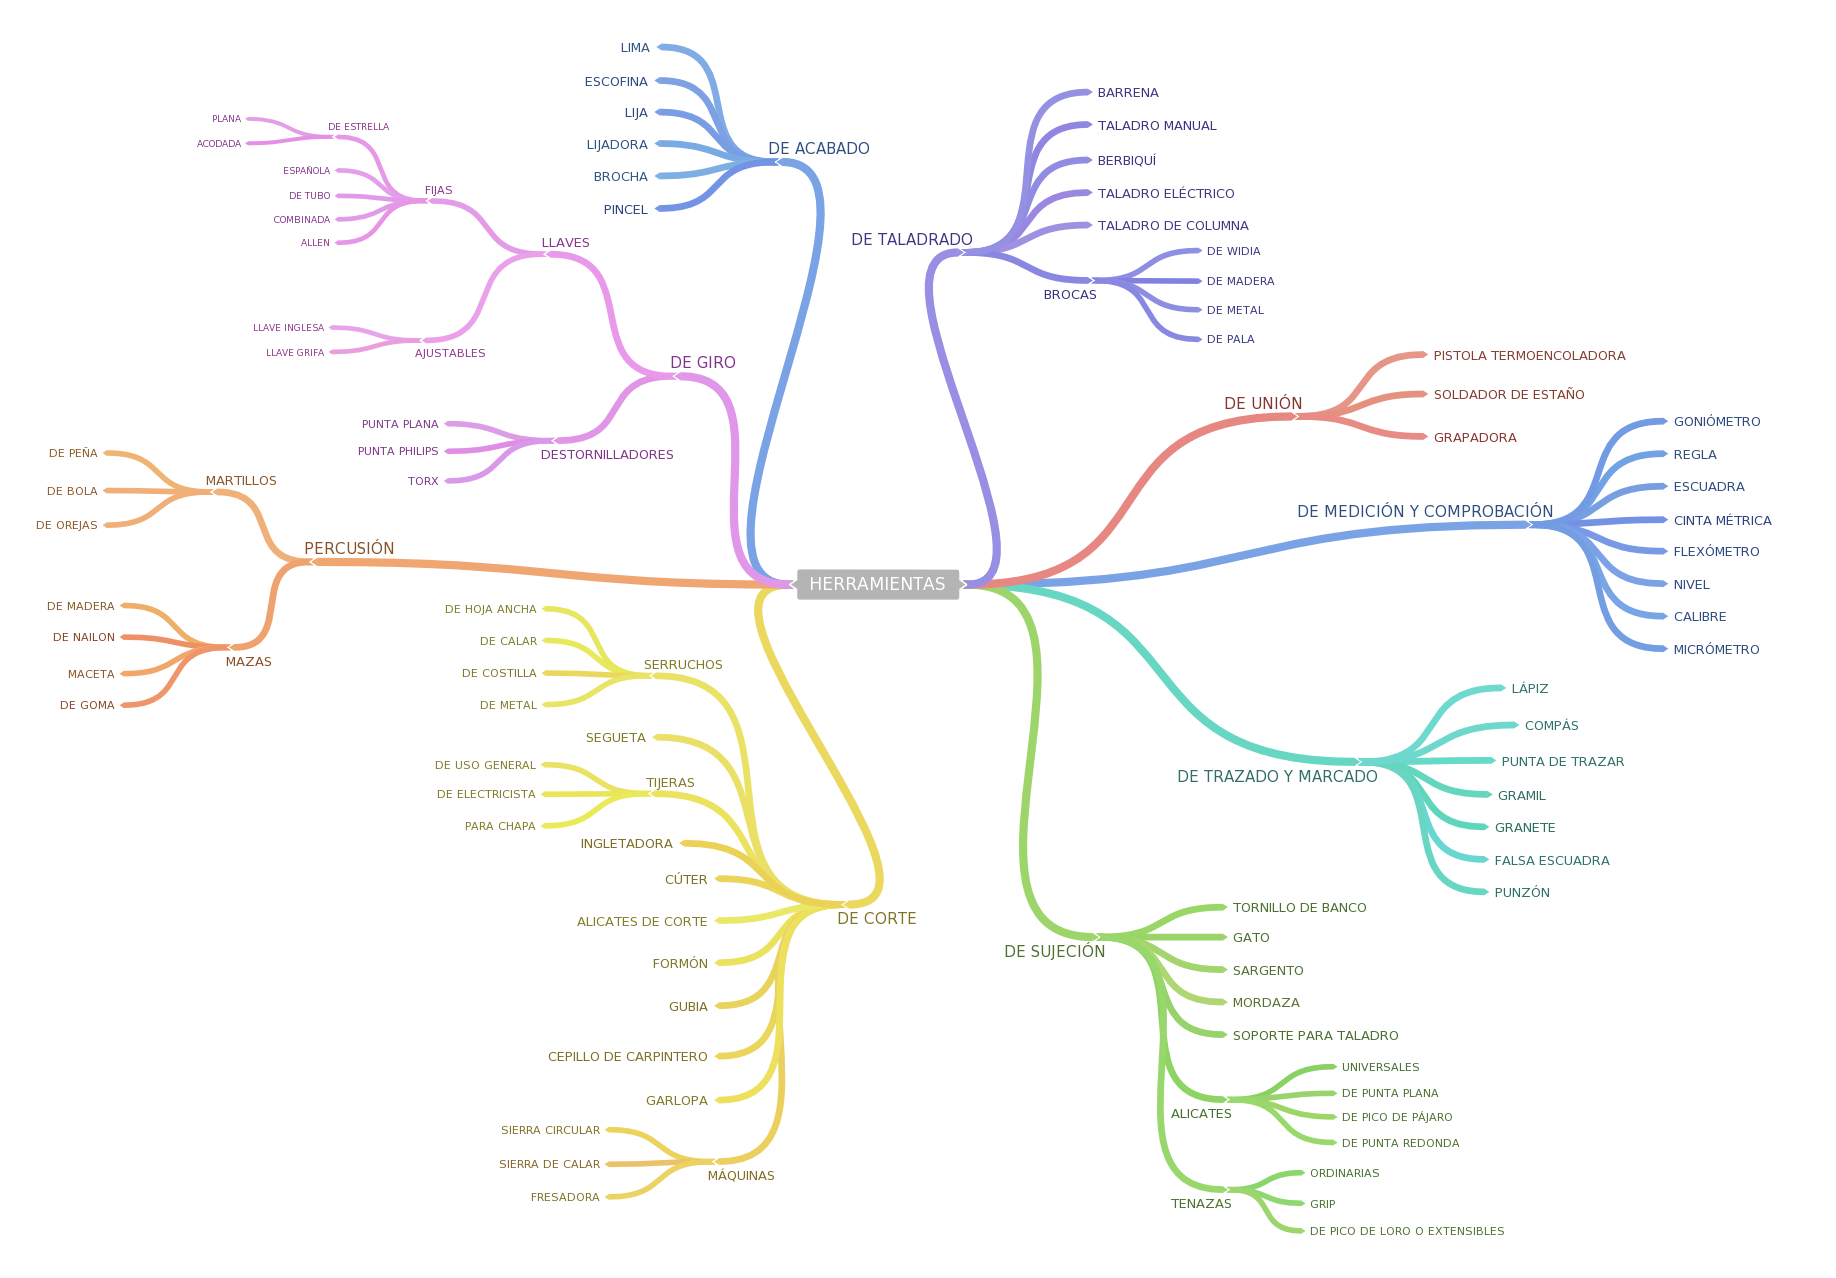 HERRAMIENTAS
DE ACABADO
LIMA
ESCOFINA
LIJA
LIJADORA
BROCHA
PINCEL
DE GIRO
LLAVES
FIJAS
DE ESTRELLA
PLANA
ACODADA
ESPAÑOLA
DE TUBO
COMBINADA
ALLEN
AJUSTABLES
LLAVE INGLESA
LLAVE GRIFA
DESTORNILLADORES
PUNTA PLANA
PUNTA PHILIPS
TORX
PERCUSIÓN
MARTILLOS
DE PEÑA
DE BOLA
DE OREJAS
MAZAS
DE MADERA
DE NAILON
MACETA
DE GOMA
DE CORTE
SERRUCHOS
DE HOJA ANCHA
DE CALAR
DE COSTILLA
DE METAL
SEGUETA
TIJERAS
DE USO GENERAL
DE ELECTRICISTA
PARA CHAPA
INGLETADORA
CÚTER
ALICATES DE CORTE
FORMÓN
GUBIA
CEPILLO DE CARPINTERO
GARLOPA
MÁQUINAS
SIERRA CIRCULAR
SIERRA DE CALAR
FRESADORA
DE TALADRADO
BARRENA
TALADRO MANUAL
BERBIQUÍ
TALADRO ELÉCTRICO
TALADRO DE COLUMNA
BROCAS
DE WIDIA
DE MADERA
DE METAL
DE PALA
DE UNIÓN
PISTOLA TERMOENCOLADORA
SOLDADOR DE ESTAÑO
GRAPADORA
DE MEDICIÓN Y COMPROBACIÓN
GONIÓMETRO
REGLA
ESCUADRA
CINTA MÉTRICA
FLEXÓMETRO
NIVEL
CALIBRE
MICRÓMETRO
DE TRAZADO Y MARCADO
LÁPIZ
COMPÁS
PUNTA DE TRAZAR
GRAMIL
GRANETE
FALSA ESCUADRA
PUNZÓN
DE SUJECIÓN
TORNILLO DE BANCO
GATO
SARGENTO
MORDAZA
SOPORTE PARA TALADRO
ALICATES
UNIVERSALES
DE PUNTA PLANA
DE PICO DE PÁJARO
DE PUNTA REDONDA
TENAZAS
ORDINARIAS
GRIP
DE PICO DE LORO O EXTENSIBLES